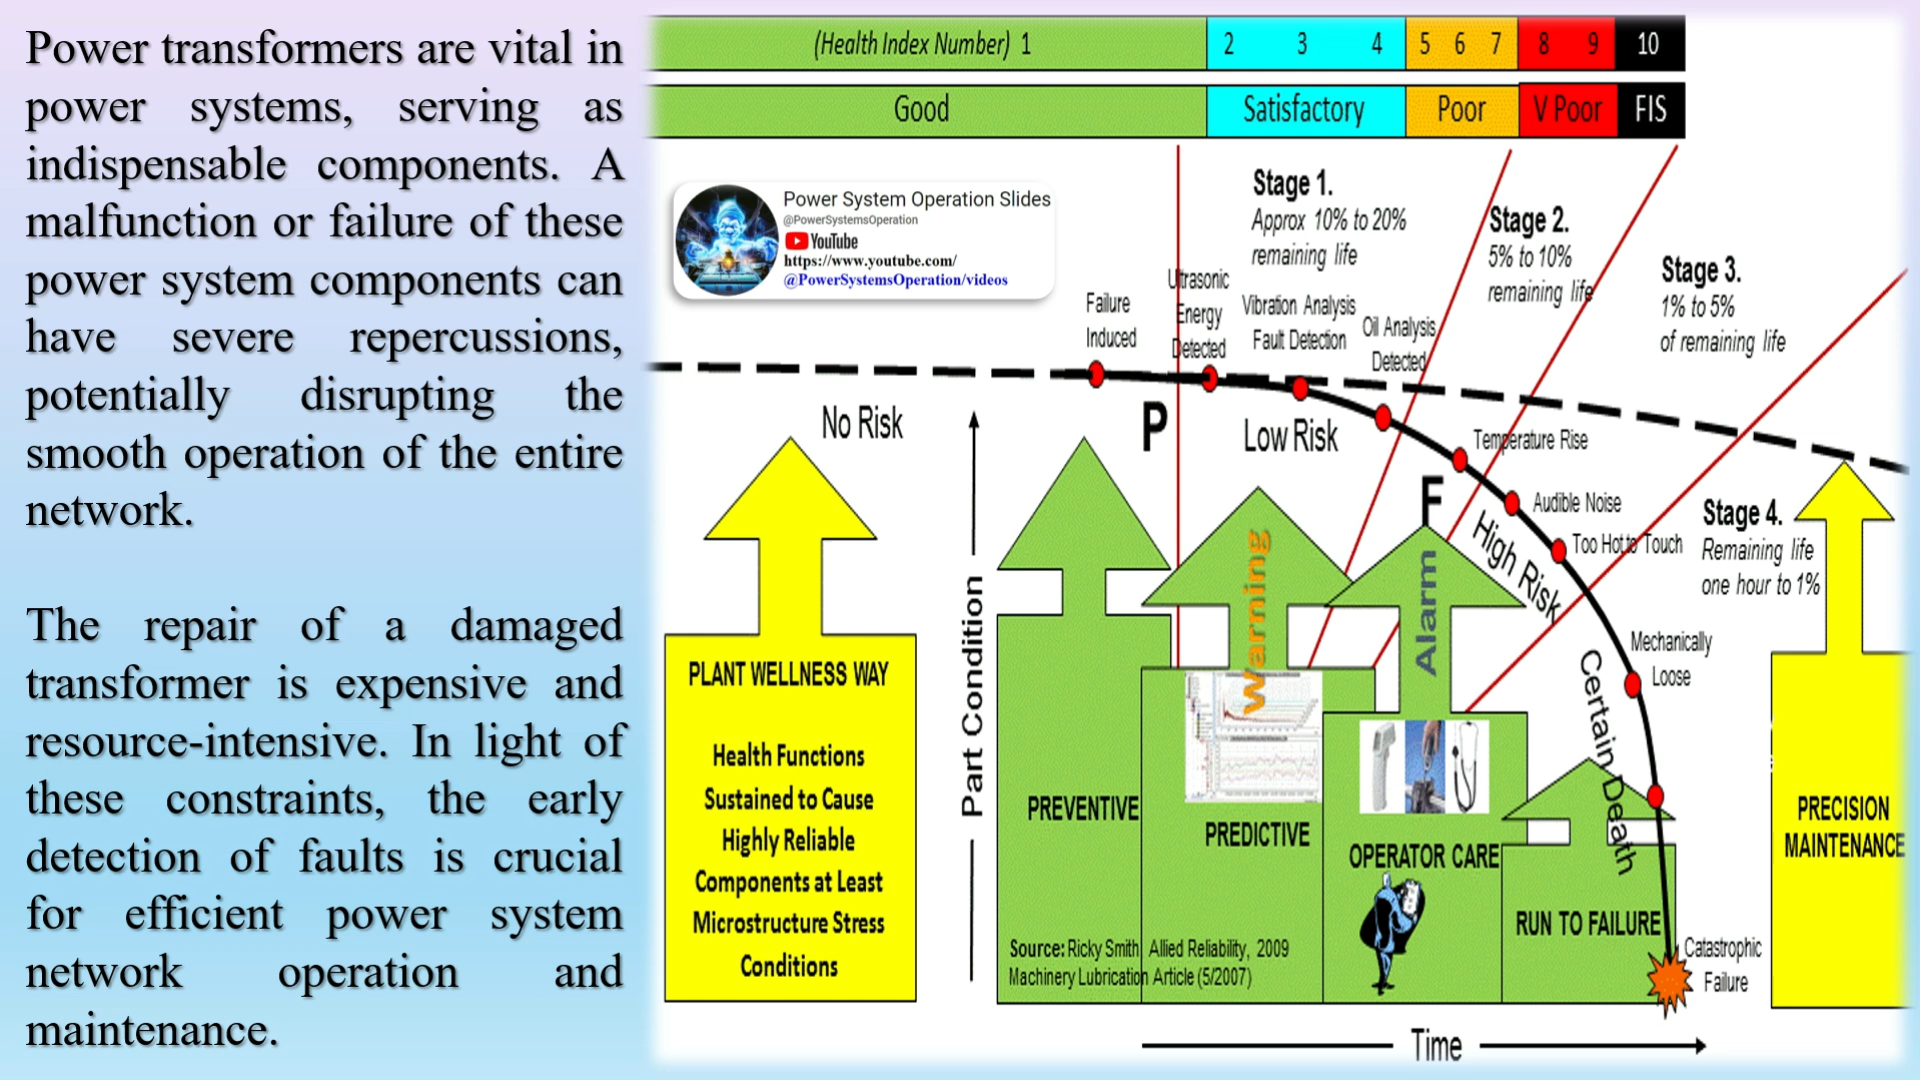 Power transformers are vital in
power systems, serving as
indispensable components. A
malfunction or failure of these
power system components can
have severe repercussions,
potentially disrupting the
smooth operation of the entire
network.
The repair of a damaged
transformer is expensive and
resource-intensive. In light of
these constraints, the early
detection of faults is crucial
for efficient power system
network operation and
maintenance.
(Health Index Number) 1 2 3 4 5 6 7 8 9 10
Good Satisfactory Poor V Poor FIS
Power System Operation Slides
@PowerSystemsOperation
YouTube
https://www.youtube.com/
@PowerSystemsOperation/videos
Stage 1.
Approx 10% to 20%
remaining life
Stage 2.
5% to 10%
remaining life
Stage 3.
1% to 5%
of remaining life
Failure
Induced
Ultrasonic
Energy
Detected
Vibration Analysis
Fault Detection
Oil Analysis
Detected
No Risk
P
Low Risk
Temperature Rise
F
Audible Noise
Too Hot to Touch
High Risk
Stage 4.
Remaining life
one hour to 1%
Mechanically
Loose
Certain Death
Part Condition
Warning
Alarm
PLANT WELLNESS WAY
Health Functions
Sustained to Cause
Highly Reliable
Components at Least
Microstructure Stress
Conditions
PREVENTIVE
PREDICTIVE
OPERATOR CARE
RUN TO FAILURE
PRECISION
MAINTENANCE
Source: Ricky Smith, Allied Reliability, 2009
Machinery Lubrication Article (5/2007)
Catastrophic
Failure
Time